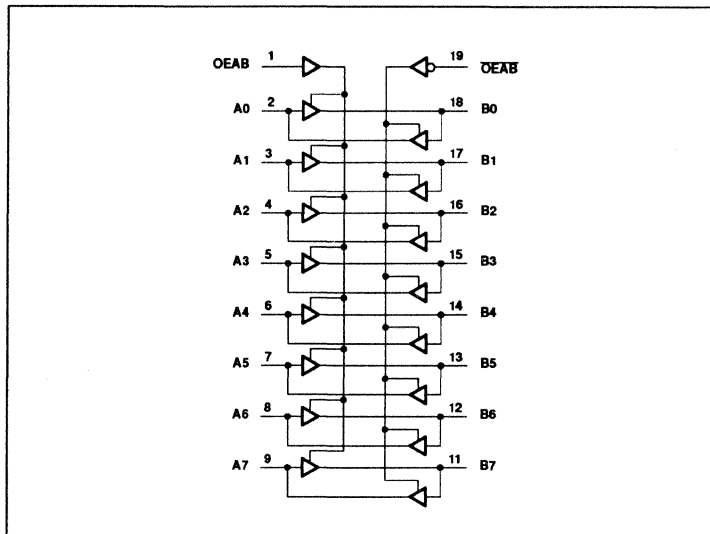 OEAB 1 19 O̅E̅A̅B̅
A0 2 18 B0
A1 3 17 B1
A2 4 16 B2
A3 5 15 B3
A4 6 14 B4
A5 7 13 B5
A6 8 12 B6
A7 9 11 B7